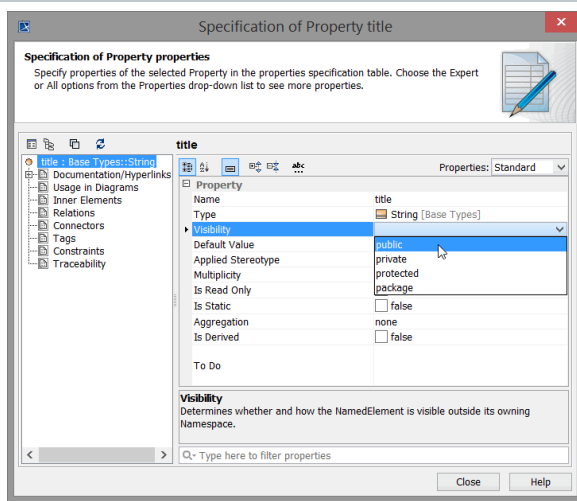 Specification of Property title
Specification of Property properties
Specify properties of the selected Property in the properties specification table. Choose the Expert
or All options from the Properties drop-down list to see more properties.
title
title : Base Types::String
Documentation/Hyperlinks
Usage in Diagrams
Inner Elements
Relations
Connectors
Tags
Constraints
Traceability
abc
Properties: Standard
Property
Name title
Type String [Base Types]
Visibility
Default Value public
Applied Stereotype private
Multiplicity protected
Is Read Only package
Is Static false
Aggregation none
Is Derived false
To Do
Visibility
Determines whether and how the NamedElement is visible outside its owning
Namespace.
Type here to filter properties
Close Help